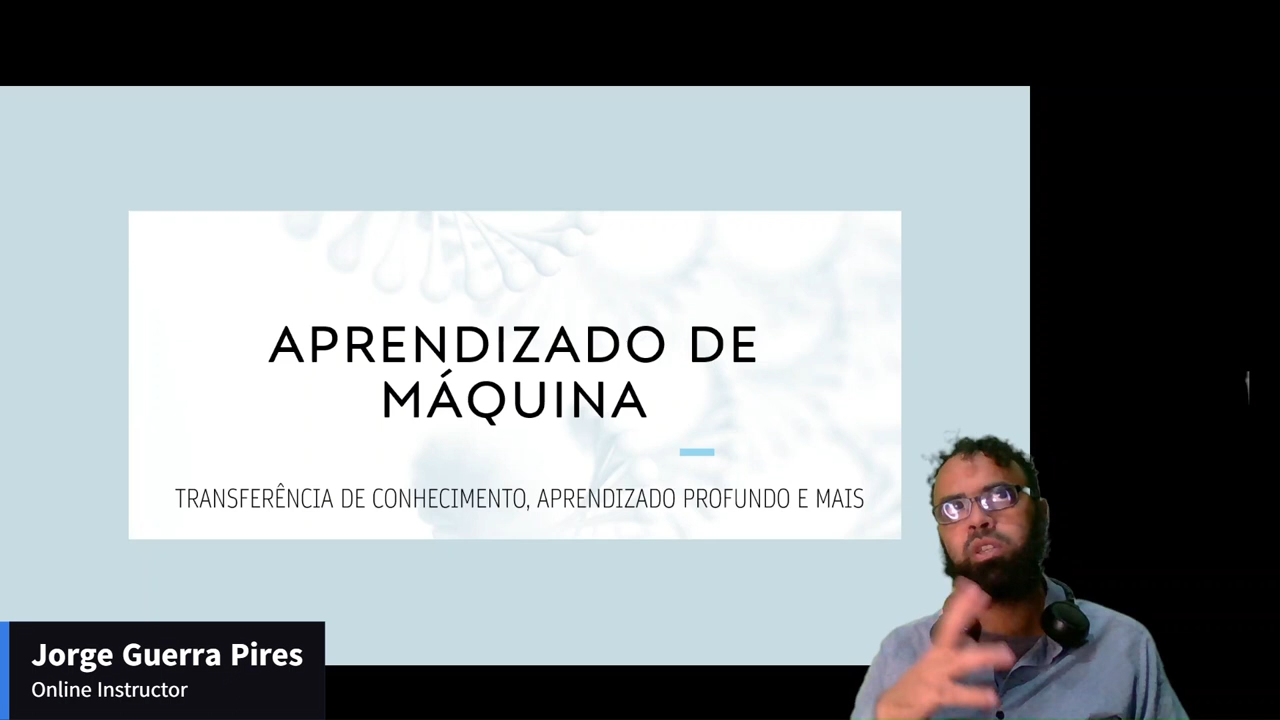 APRENDIZADO DE
MÁQUINA
TRANSFERÊNCIA DE CONHECIMENTO, APRENDIZADO PROFUNDO E MAIS
Jorge Guerra Pires
Online Instructor